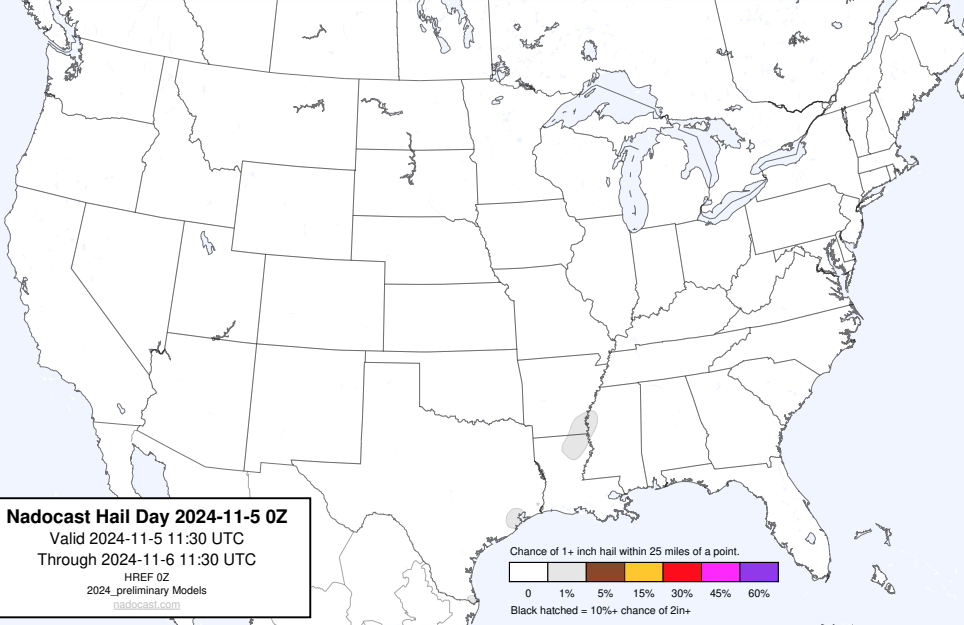 Nadocast Hail Day 2024-11-5 0Z
Valid 2024-11-5 11:30 UTC
Through 2024-11-6 11:30 UTC
HREF 0Z
2024_preliminary Models
nadocast.com
Chance of 1+ inch hail within 25 miles of a point.
0 1% 5% 15% 30% 45% 60%
Black hatched = 10%+ chance of 2in+